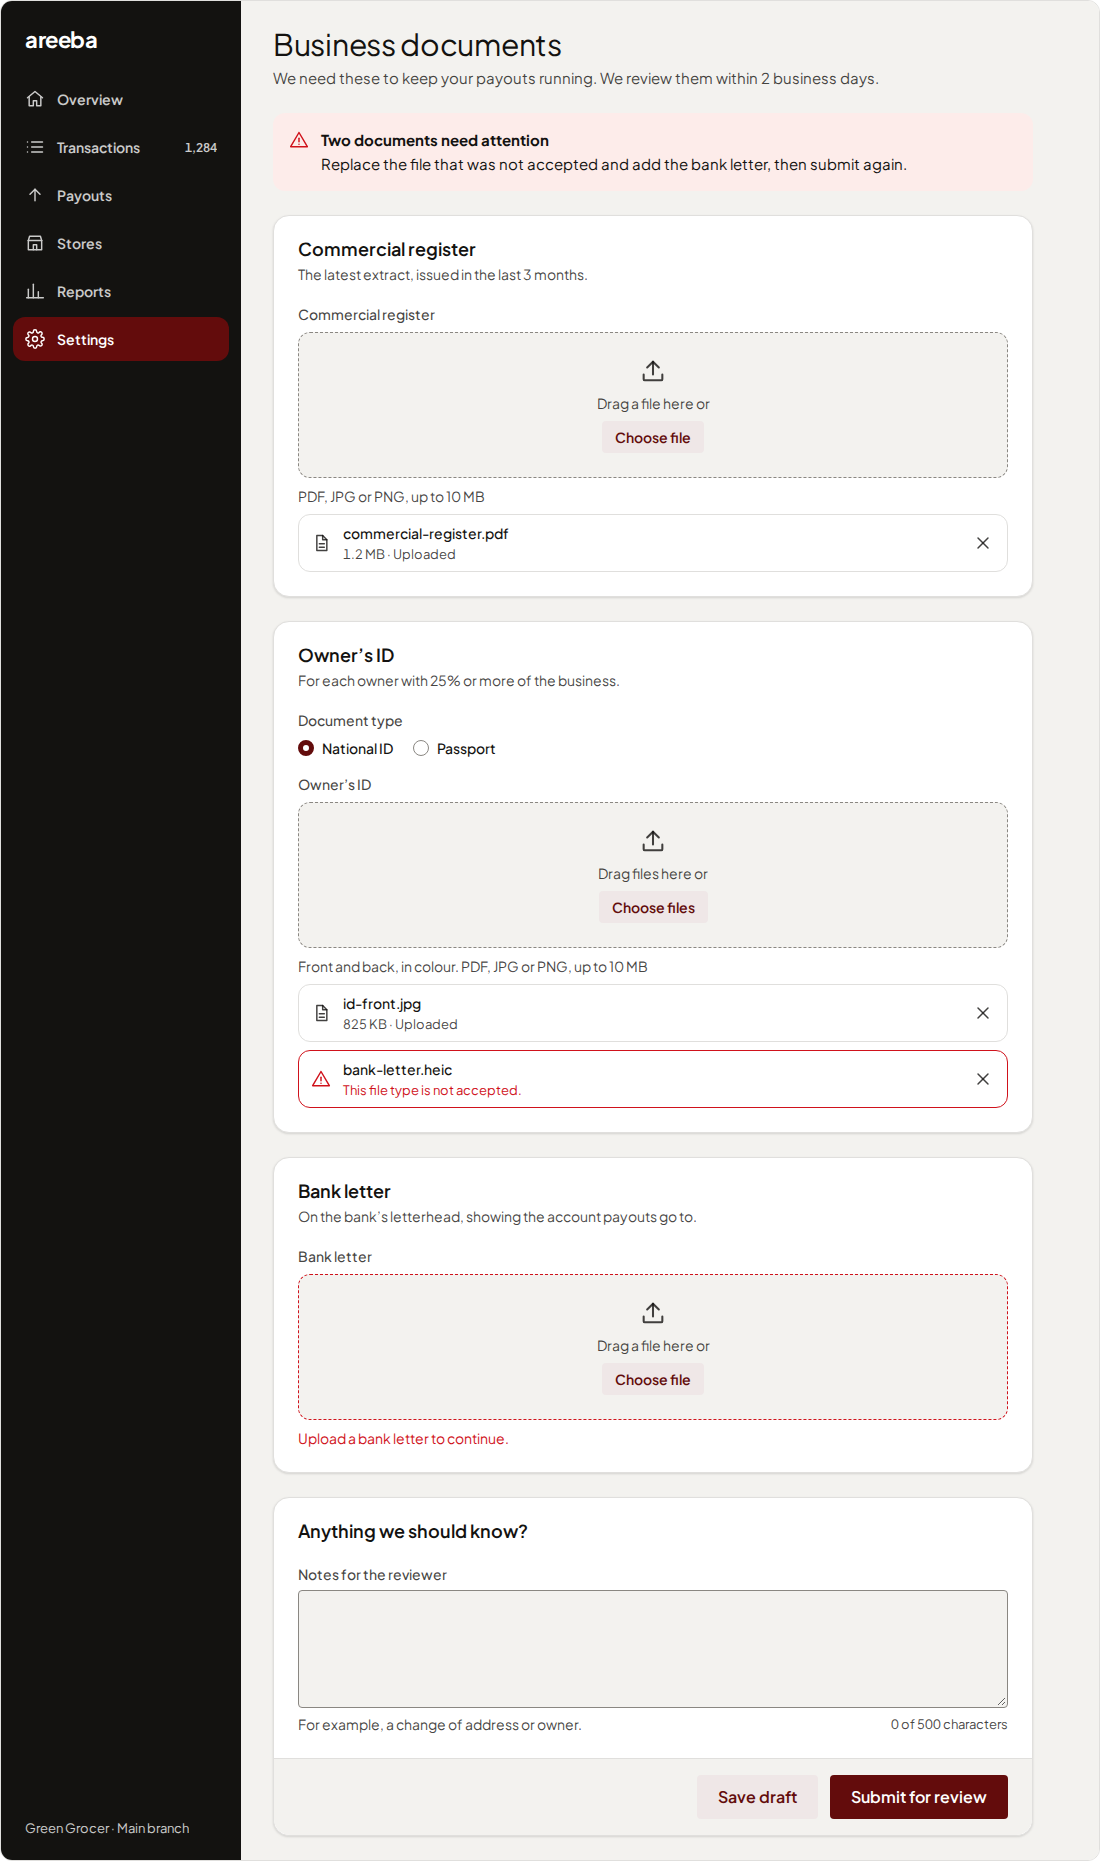 areeba
Overview
Transactions 1,284
Payouts
Stores
Reports
Settings
Green Grocer · Main branch
Business documents
We need these to keep your payouts running. We review them within 2 business days.
Two documents need attention
Replace the file that was not accepted and add the bank letter, then submit again.
Commercial register
The latest extract, issued in the last 3 months.
Commercial register
Drag a file here or
Choose file
PDF, JPG or PNG, up to 10 MB
commercial-register.pdf
1.2 MB · Uploaded
Owner’s ID
For each owner with 25% or more of the business.
Document type
National ID Passport
Owner’s ID
Drag files here or
Choose files
Front and back, in colour. PDF, JPG or PNG, up to 10 MB
id-front.jpg
825 KB · Uploaded
bank-letter.heic
This file type is not accepted.
Bank letter
On the bank’s letterhead, showing the account payouts go to.
Bank letter
Drag a file here or
Choose file
Upload a bank letter to continue.
Anything we should know?
Notes for the reviewer
For example, a change of address or owner. 0 of 500 characters
Save draft Submit for review